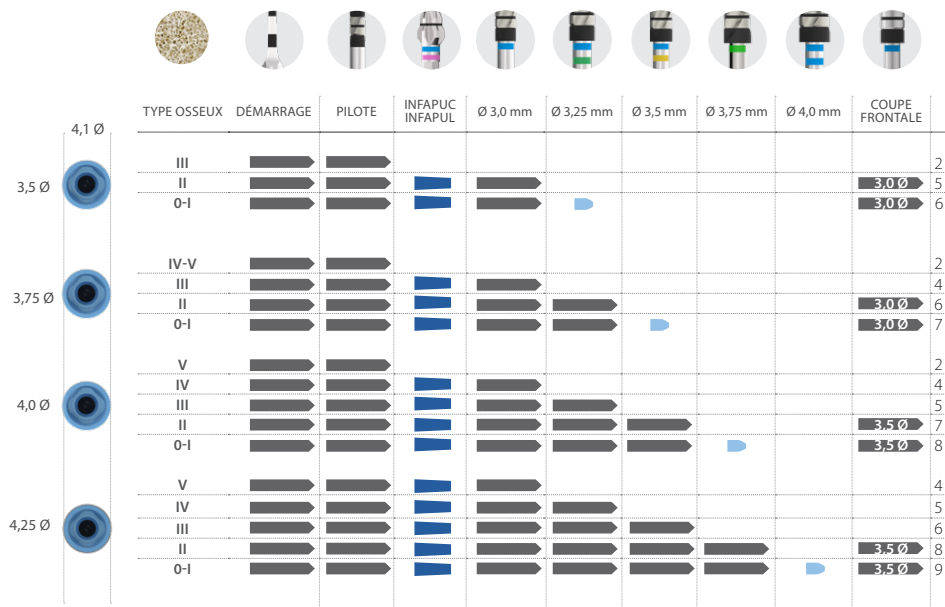 TYPE OSSEUX DÉMARRAGE PILOTE INFAPUC INFAPUL Ø 3,0 mm Ø 3,25 mm Ø 3,5 mm Ø 3,75 mm Ø 4,0 mm COUPE FRONTALE
4,1 Ø
3,5 Ø
III 2
II 3,0 Ø 5
0-I 3,0 Ø 6
3,75 Ø
IV-V 2
III 4
II 3,0 Ø 6
0-I 3,0 Ø 7
4,0 Ø
V 2
IV 4
III 5
II 3,5 Ø 7
0-I 3,5 Ø 8
4,25 Ø
V 4
IV 5
III 6
II 3,5 Ø 8
0-I 3,5 Ø 9